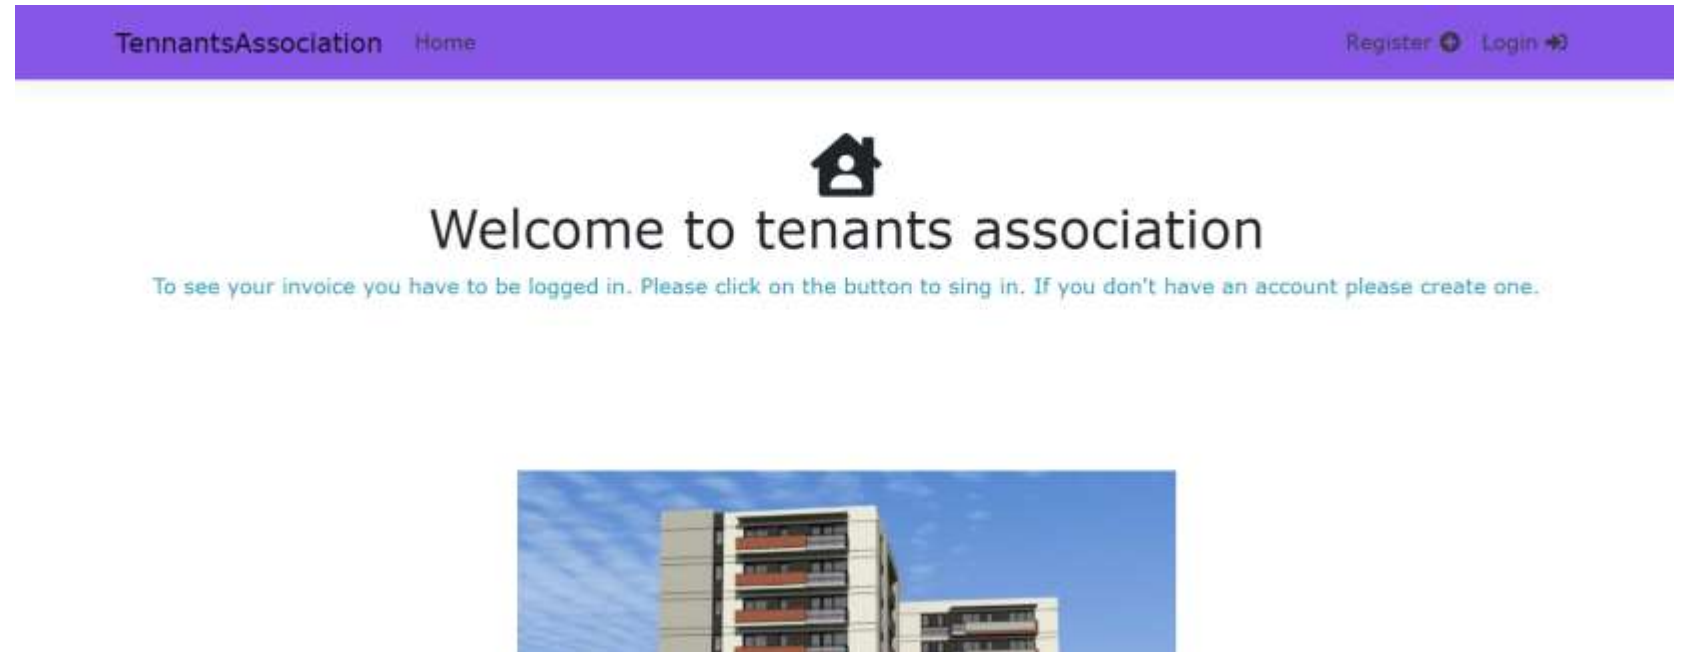 TennantsAssociation Home Register Login
Welcome to tenants association
To see your invoice you have to be logged in. Please click on the button to sing in. If you don't have an account please create one.